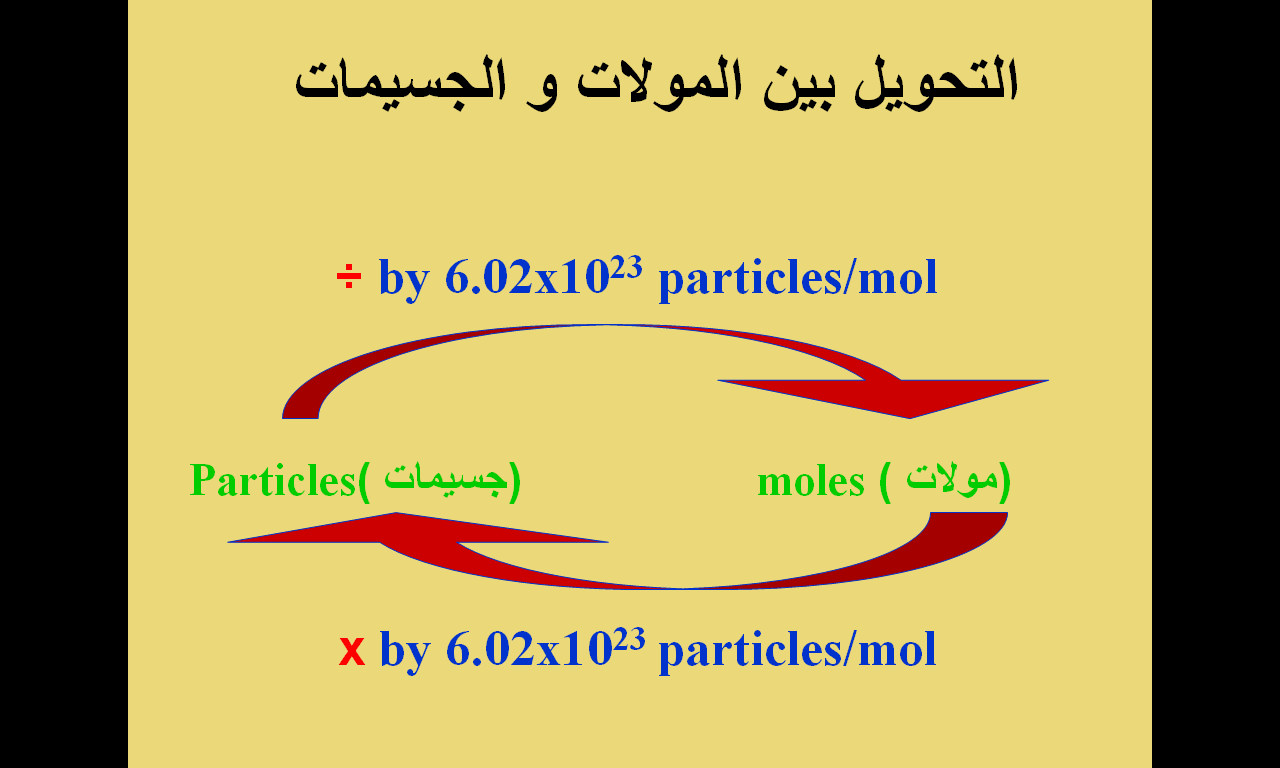 التحويل بين المولات و الجسيمات
÷ by 6.02x10²³ particles/mol
Particles( جسيمات)
moles ( مولات)
x by 6.02x10²³ particles/mol